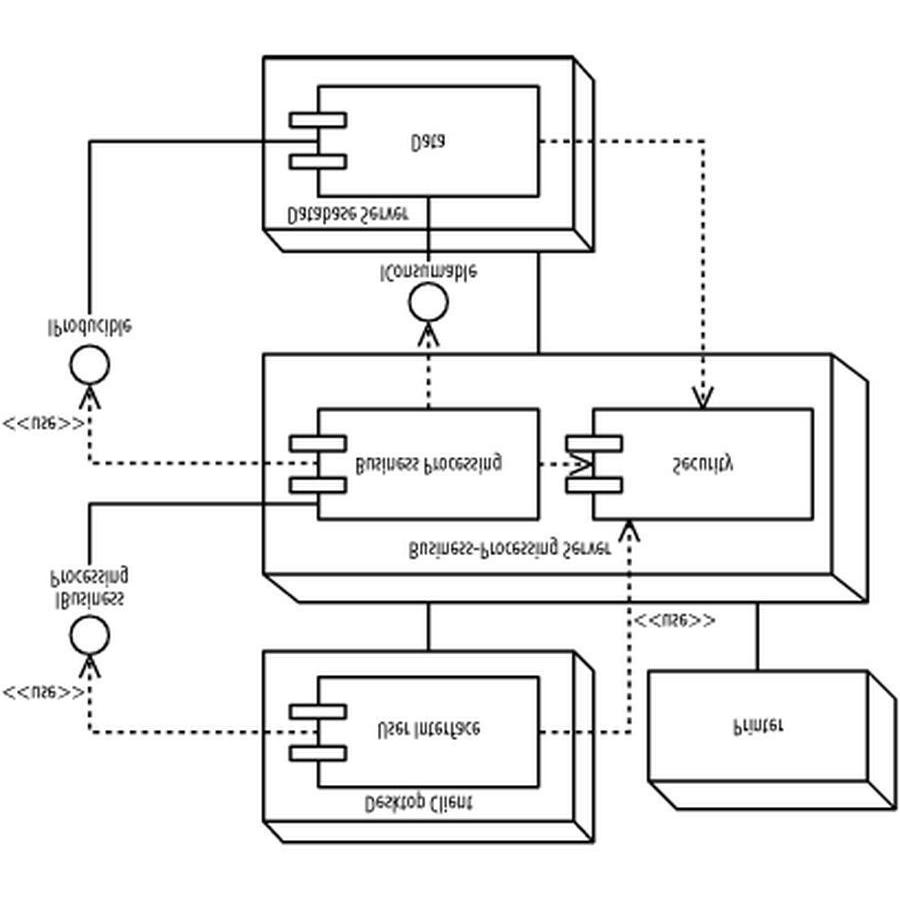 Data
Database Server
IConsumable
IProducible
<<use>>
Business Processing
Security
Business-Processing Server
IBusiness
Processing
<<use>>
<<use>>
User Interface
Printer
Desktop Client